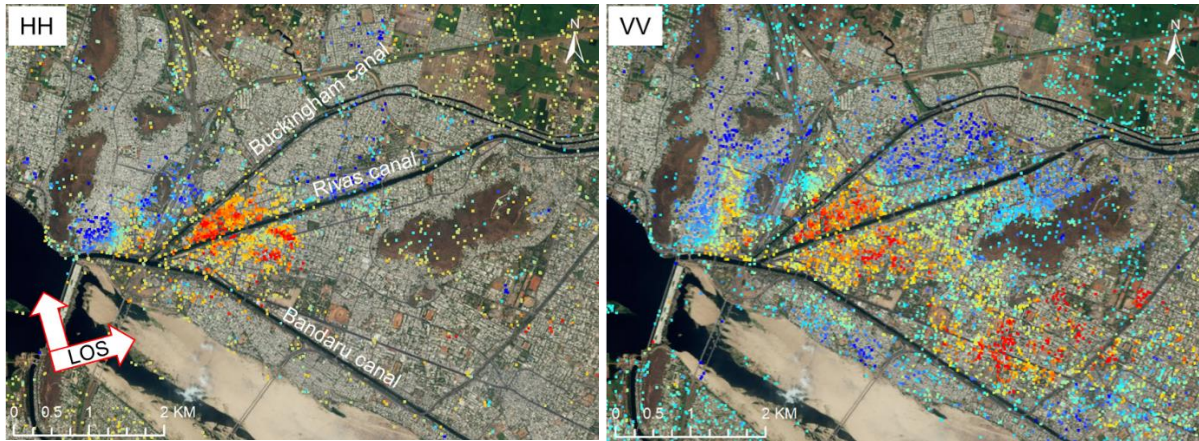 HH
N
Buckingham canal
Rivas canal
Bandaru canal
LOS
0 0.5 1 2 KM
VV
N
0 0.5 1 2 KM